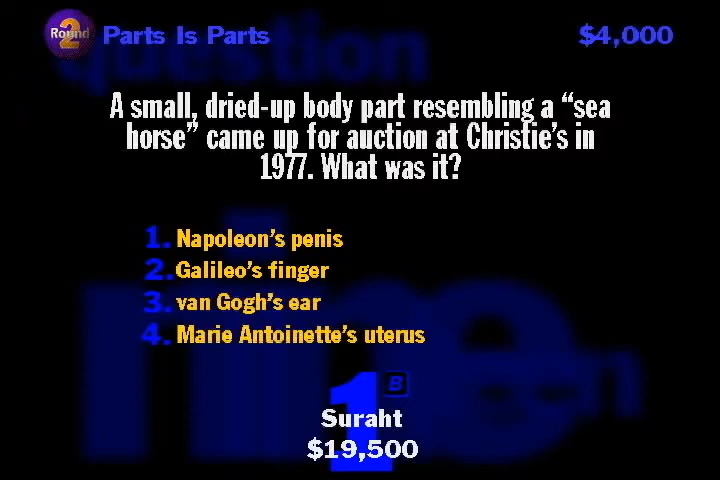 Round 2 Parts Is Parts $4,000
question
A small, dried-up body part resembling a “sea
horse” came up for auction at Christie’s in
1977. What was it?
1. Napoleon’s penis
2. Galileo’s finger
3. van Gogh’s ear
4. Marie Antoinette’s uterus
nine
1 B
Suraht
$19,500